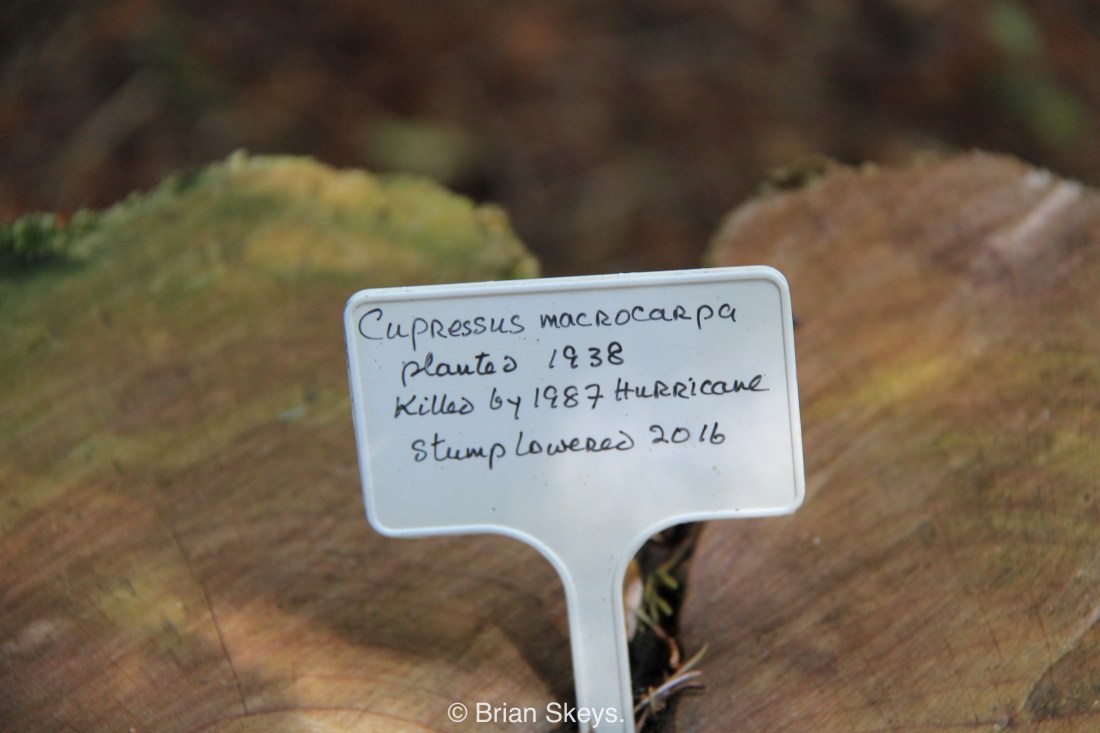 Cupressus macrocarpa
planted 1938
Killed by 1987 Hurricane
Stump Lowered 2016
© Brian Skeys.